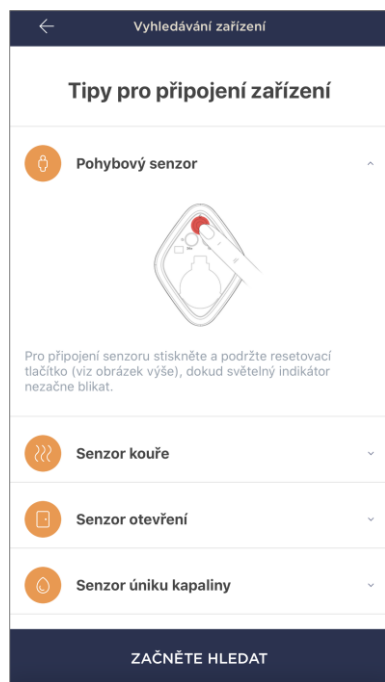 Vyhledávání zařízení
Tipy pro připojení zařízení
Pohybový senzor
Pro připojení senzoru stiskněte a podržte resetovací
tlačítko (viz obrázek výše), dokud světelný indikátor
nezačne blikat.
Senzor kouře
Senzor otevření
Senzor úniku kapaliny
ZAČNĚTE HLEDAT